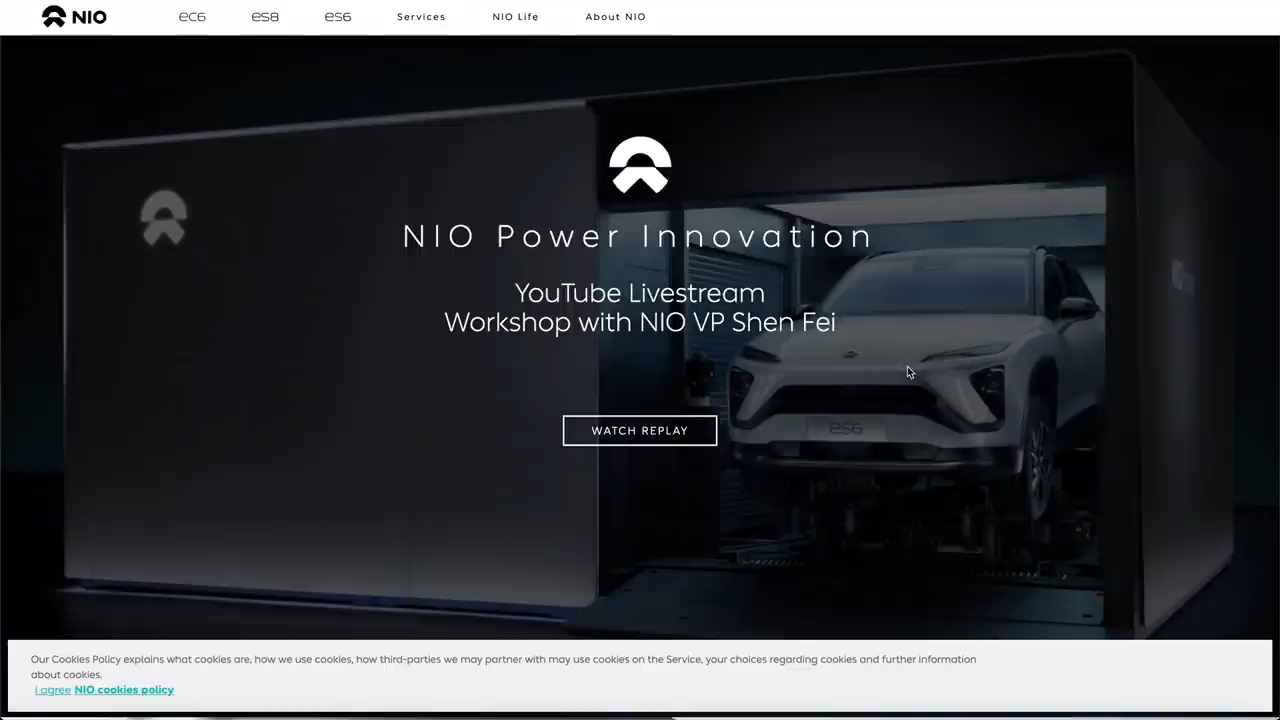 NIO
ec6
es8
es6
Services
NIO Life
About NIO
NIO Power Innovation
YouTube Livestream
Workshop with NIO VP Shen Fei
WATCH REPLAY
es6
Our Cookies Policy explains what cookies are, how we use cookies, how third-parties we may partner with may use cookies on the Service, your choices regarding cookies and further information
about cookies.
I agree NIO cookies policy